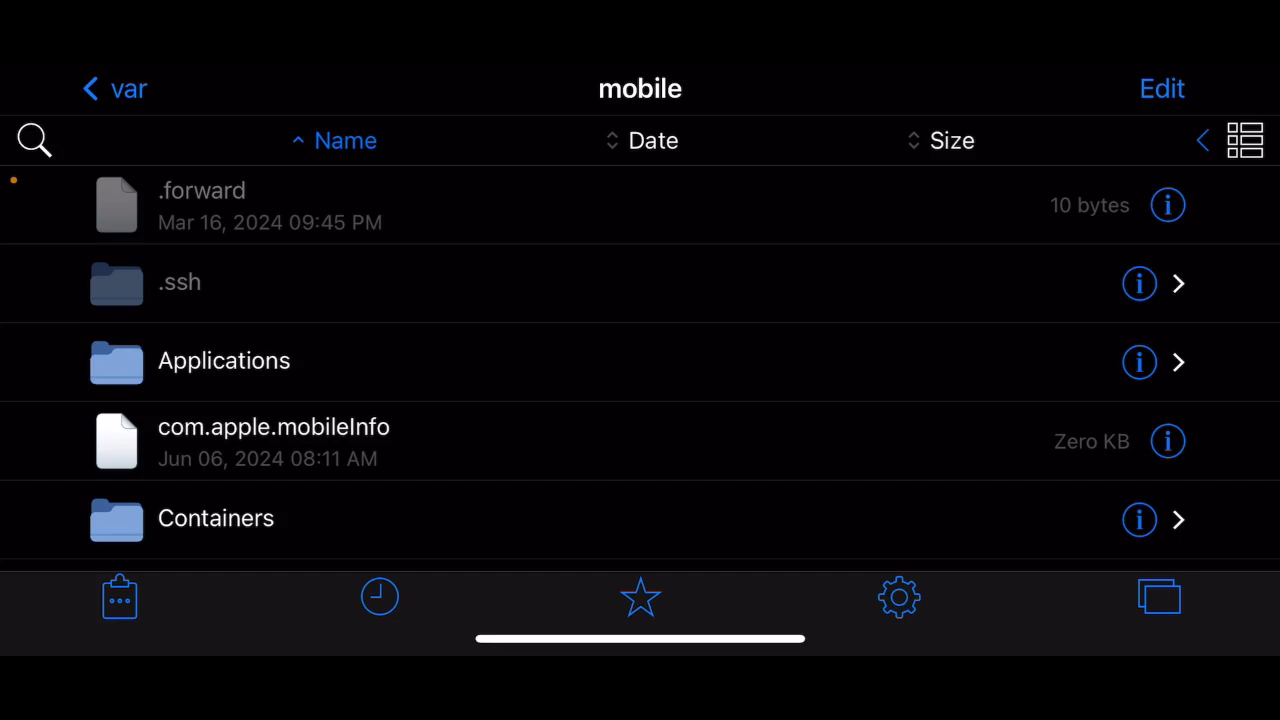 var
mobile
Edit
Name
Date
Size
.forward
Mar 16, 2024 09:45 PM
10 bytes
.ssh
Applications
com.apple.mobileInfo
Jun 06, 2024 08:11 AM
Zero KB
Containers